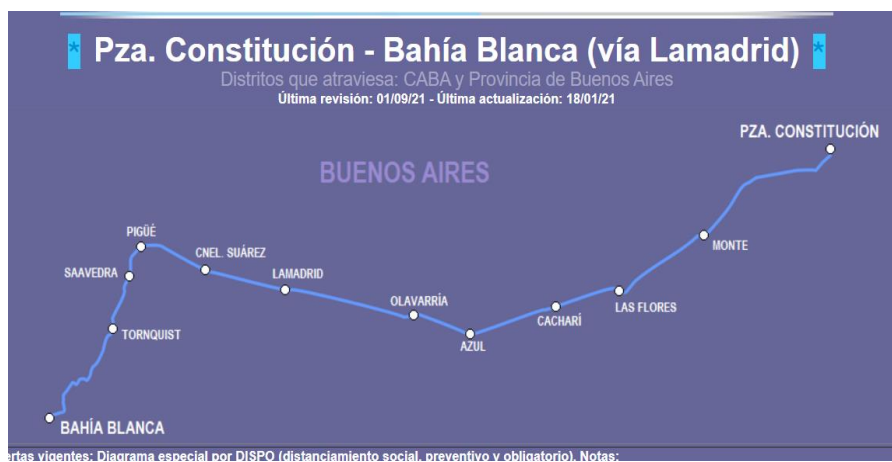 * Pza. Constitución - Bahía Blanca (vía Lamadrid) *
Distritos que atraviesa: CABA y Provincia de Buenos Aires
Última revisión: 01/09/21 - Última actualización: 18/01/21
PZA. CONSTITUCIÓN
BUENOS AIRES
PIGÜÉ
CNEL. SUÁREZ
MONTE
SAAVEDRA
LAMADRID
OLAVARRÍA
LAS FLORES
CACHARÍ
TORNQUIST
AZUL
BAHÍA BLANCA
ertas vigentes: Diagrama especial por DISPO (distanciamiento social, preventivo y obligatorio). Notas: